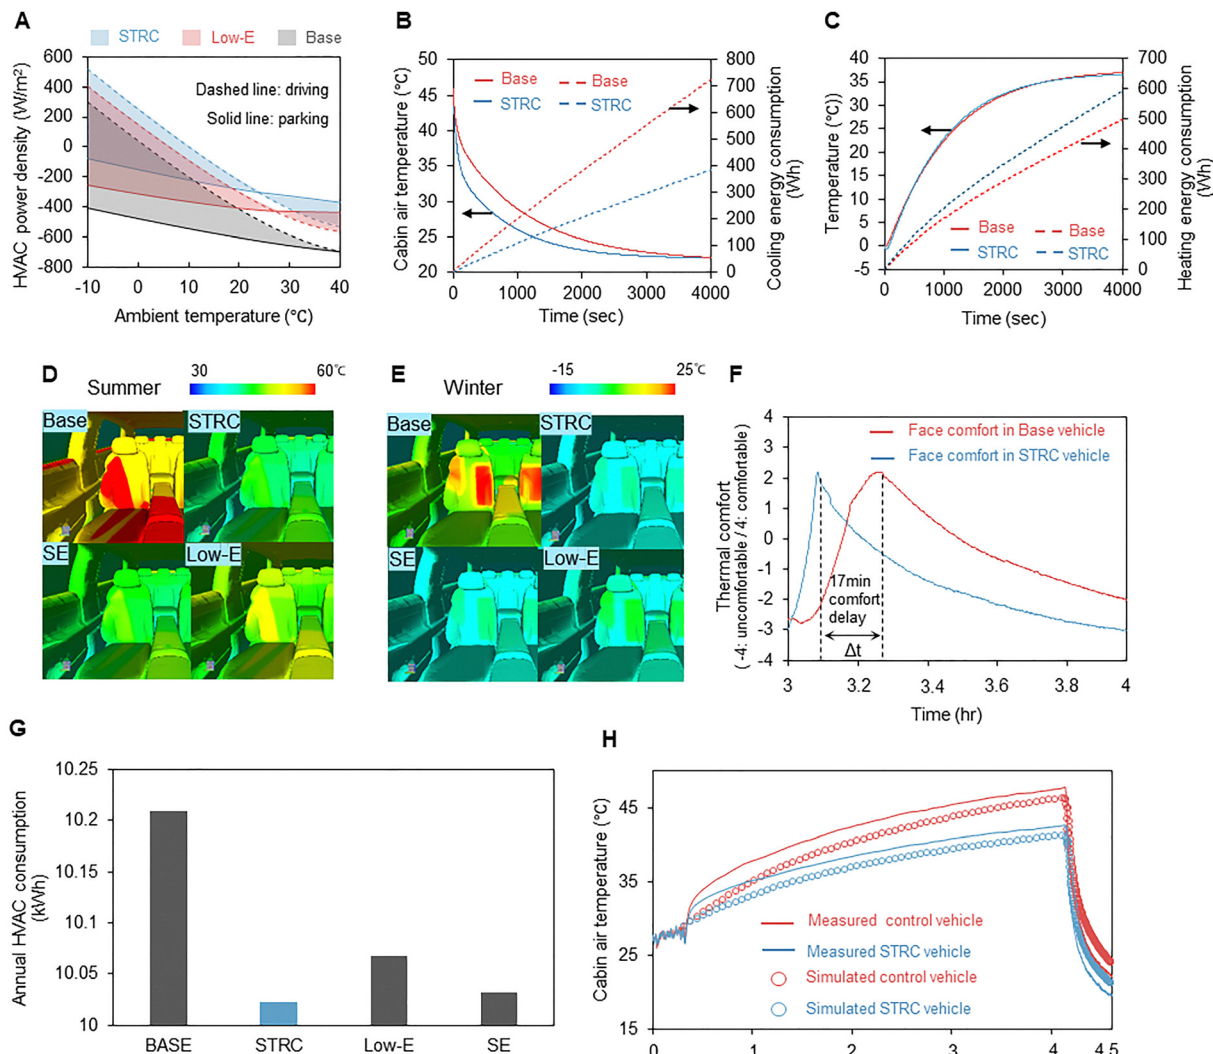 A
STRC
Low-E
Base
HVAC power density (W/m²)
600
400
200
0
-200
-400
-600
-800
Dashed line: driving
Solid line: parking
-10
0
10
20
30
40
Ambient temperature (°C)
B
Cabin air temperature (°C)
50
45
40
35
30
25
20
Base
STRC
Base
STRC
800
700
600
500
400
300
200
100
0
Cooling energy consumption
(Wh)
0
1000
2000
3000
4000
Time (sec)
C
Temperature (°C))
40
35
30
25
20
15
10
5
0
-5
Base
STRC
Base
STRC
700
600
500
400
300
200
100
0
Heating energy consumption
(Wh)
0
1000
2000
3000
4000
Time (sec)
D
Summer
30
60℃
Base
STRC
SE
Low-E
E
Winter
-15
25℃
Base
STRC
SE
Low-E
F
Thermal comfort
( -4: uncomfortable / 4: comfortable)
4
3
2
1
0
-1
-2
-3
-4
Face comfort in Base vehicle
Face comfort in STRC vehicle
17min
comfort
delay
Δt
3
3.2
3.4
3.6
3.8
4
Time (hr)
G
Annual HVAC consumption
(kWh)
10.25
10.2
10.15
10.1
10.05
10
BASE
STRC
Low-E
SE
H
Cabin air temperature (°C)
45
35
25
15
Measured control vehicle
Measured STRC vehicle
Simulated control vehicle
Simulated STRC vehicle
0
1
2
3
4
4.5